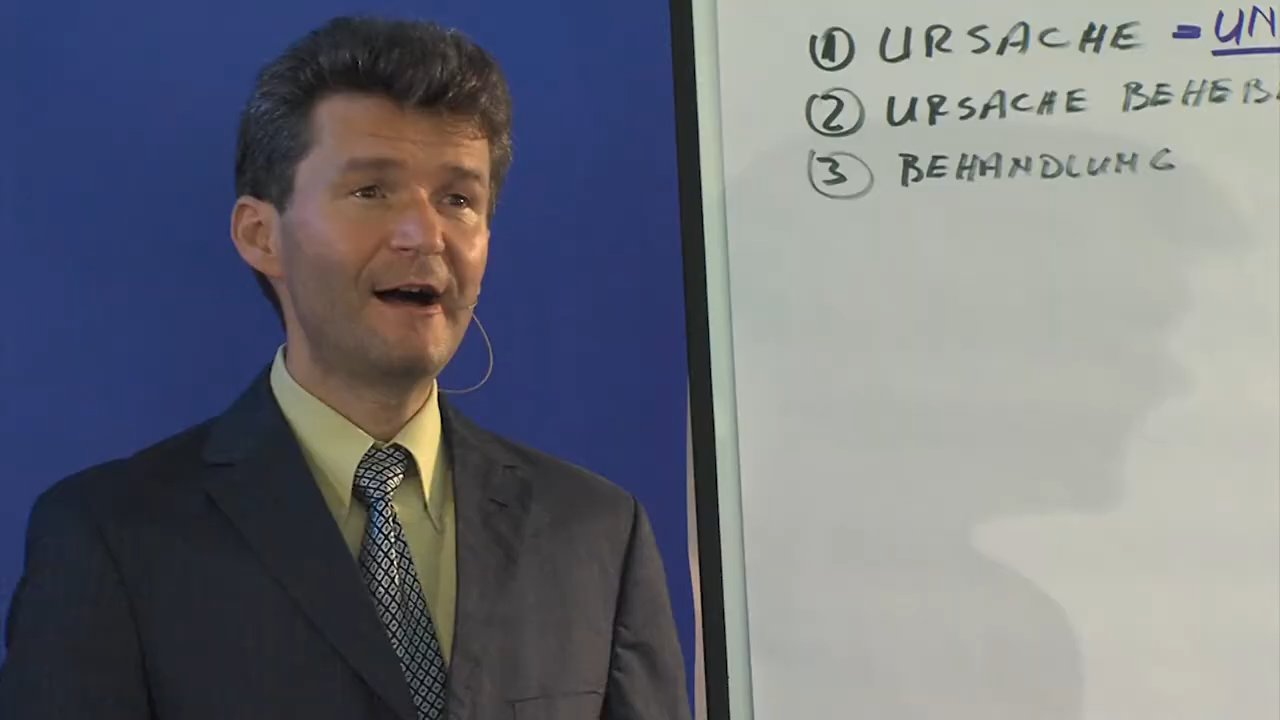 ① URSACHE = UN
② URSACHE BEHEB
③ BEHANDLUNG